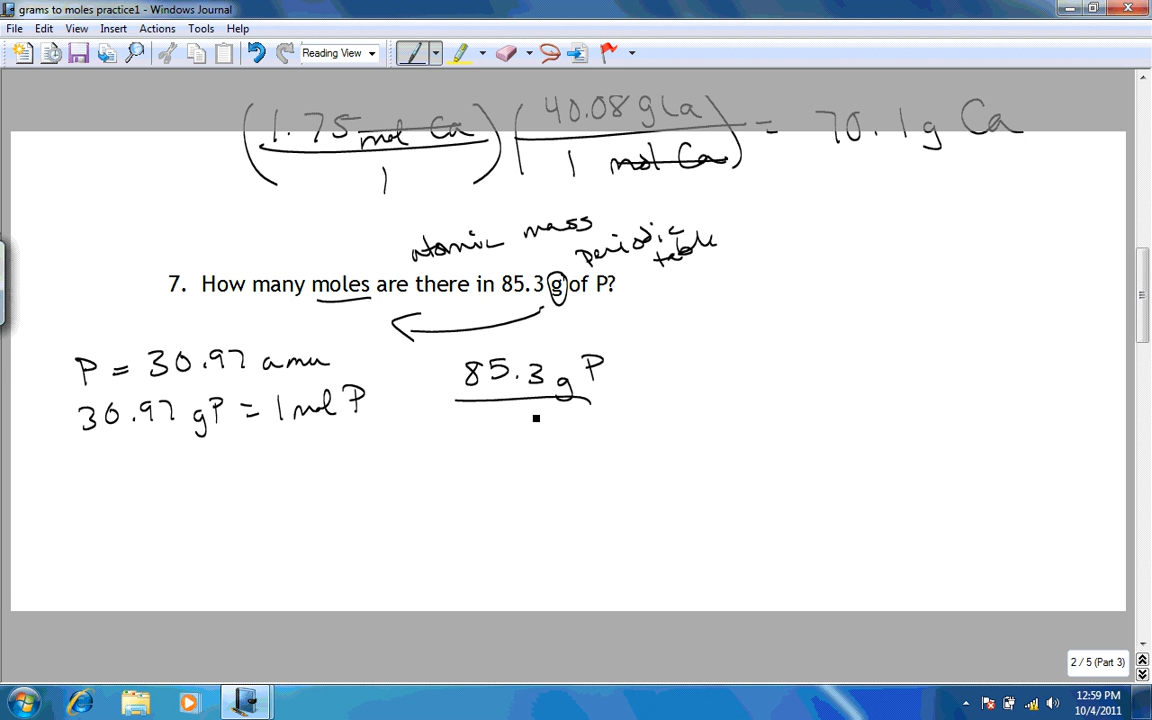 grams to moles practice1 - Windows Journal
File Edit View Insert Actions Tools Help
Reading View
(1.75 mol Ca / 1) (40.08 g Ca / 1 mol Ca) = 70.1 g Ca
atomic mass
periodic
table
7. How many moles are there in 85.3 g of P?
P = 30.97 amu
30.97 gP = 1 mol P
85.3 g P
2 / 5 (Part 3)
12:59 PM
10/4/2011